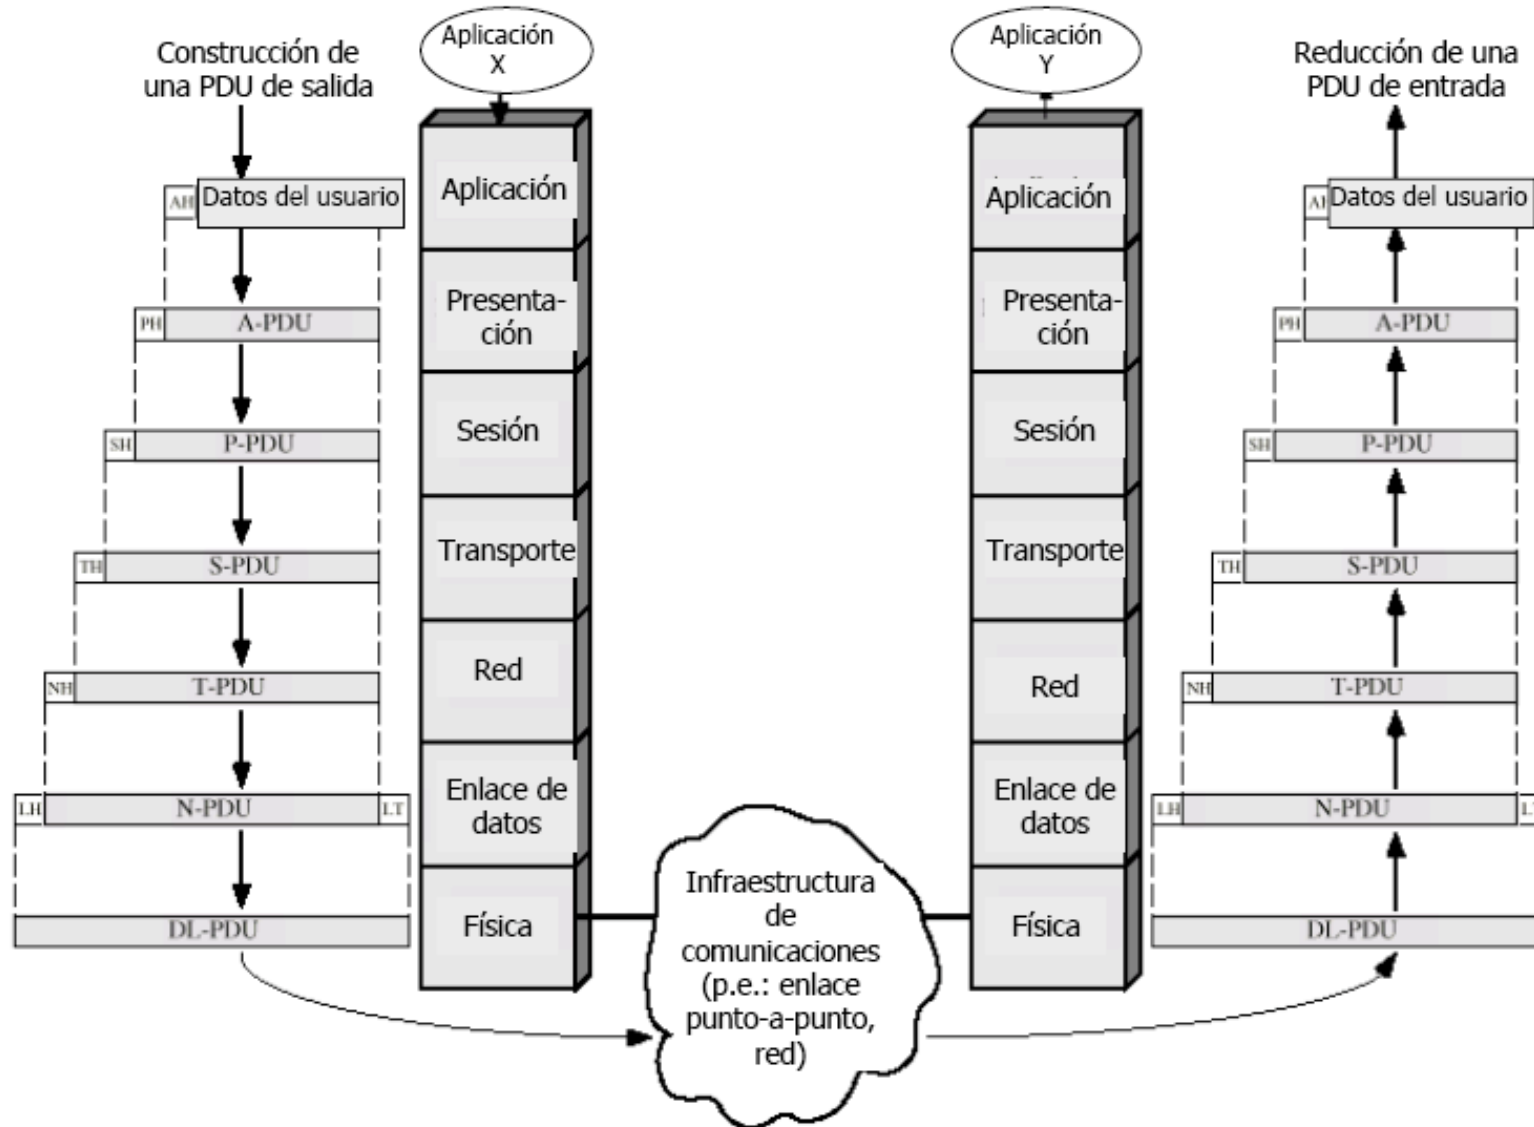 Construcción de
una PDU de salida
Aplicación
X
Aplicación
Y
Reducción de una
PDU de entrada
AH
Datos del usuario
PH
A-PDU
SH
P-PDU
TH
S-PDU
NH
T-PDU
LH
N-PDU
LT
DL-PDU
Aplicación
Presenta-
ción
Sesión
Transporte
Red
Enlace de
datos
Física
Infraestructura
de
comunicaciones
(p.e.: enlace
punto-a-punto,
red)
Aplicación
Presenta-
ción
Sesión
Transporte
Red
Enlace de
datos
Física
Datos del usuario
PH
A-PDU
SH
P-PDU
TH
S-PDU
NH
T-PDU
LH
N-PDU
DL-PDU